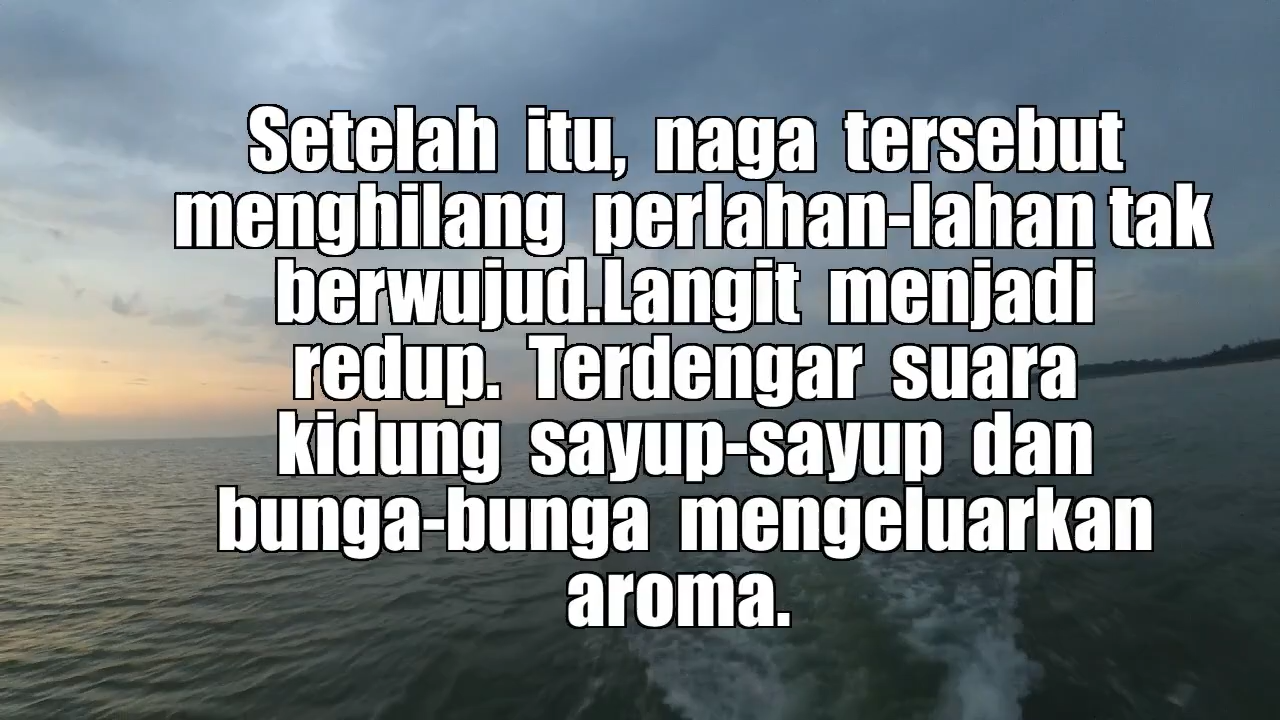 Setelah itu, naga tersebut
menghilang perlahan-lahan tak
berwujud.Langit menjadi
redup. Terdengar suara
kidung sayup-sayup dan
bunga-bunga mengeluarkan
aroma.